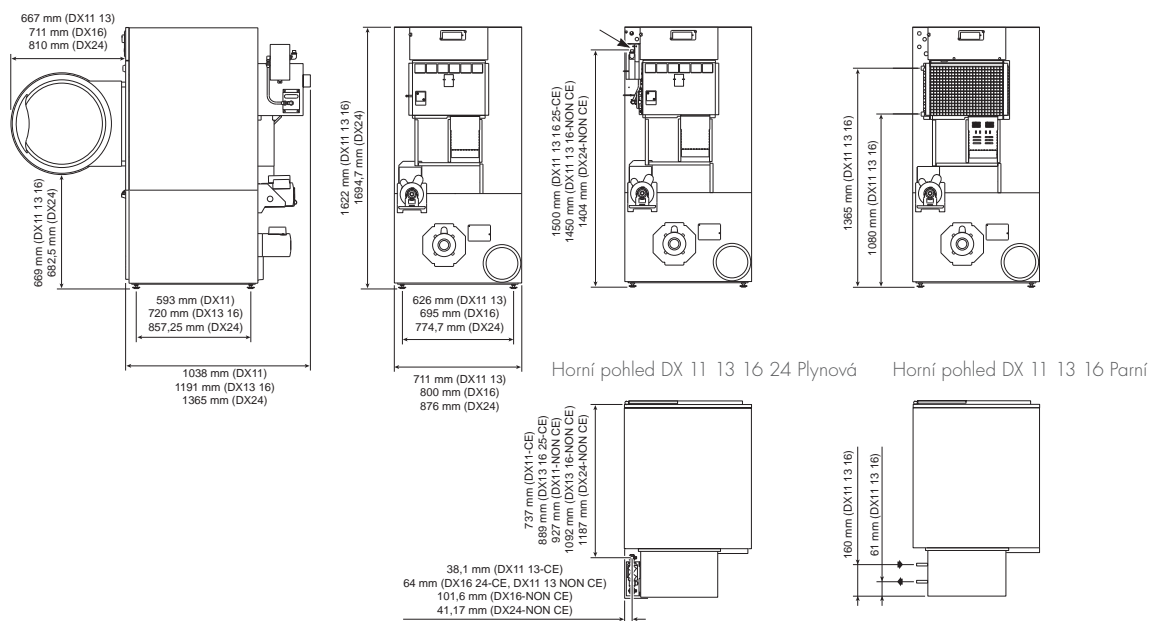 667 mm (DX11 13)
711 mm (DX16)
810 mm (DX24)
669 mm (DX11 13 16)
682,5 mm (DX24)
593 mm (DX11)
720 mm (DX13 16)
857,25 mm (DX24)
1038 mm (DX11)
1191 mm (DX13 16)
1365 mm (DX24)
1622 mm (DX11 13 16)
1694,7 mm (DX24)
626 mm (DX11 13)
695 mm (DX16)
774,7 mm (DX24)
711 mm (DX11 13)
800 mm (DX16)
876 mm (DX24)
1500 mm (DX11 13 16 25-CE)
1450 mm (DX11 13 16-NON CE)
1404 mm (DX24-NON CE)
1365 mm (DX11 13 16)
1080 mm (DX11 13 16)
Horní pohled DX 11 13 16 24 Plynová
Horní pohled DX 11 13 16 Parní
737 mm (DX11-CE)
889 mm (DX13 16 25-CE)
927 mm (DX11-NON CE)
1092 mm (DX13 16-NON CE)
1187 mm (DX24-NON CE)
38,1 mm (DX11 13-CE)
64 mm (DX16 24-CE, DX11 13 NON CE)
101,6 mm (DX16-NON CE)
41,17 mm (DX24-NON CE)
160 mm (DX11 13 16)
61 mm (DX11 13 16)